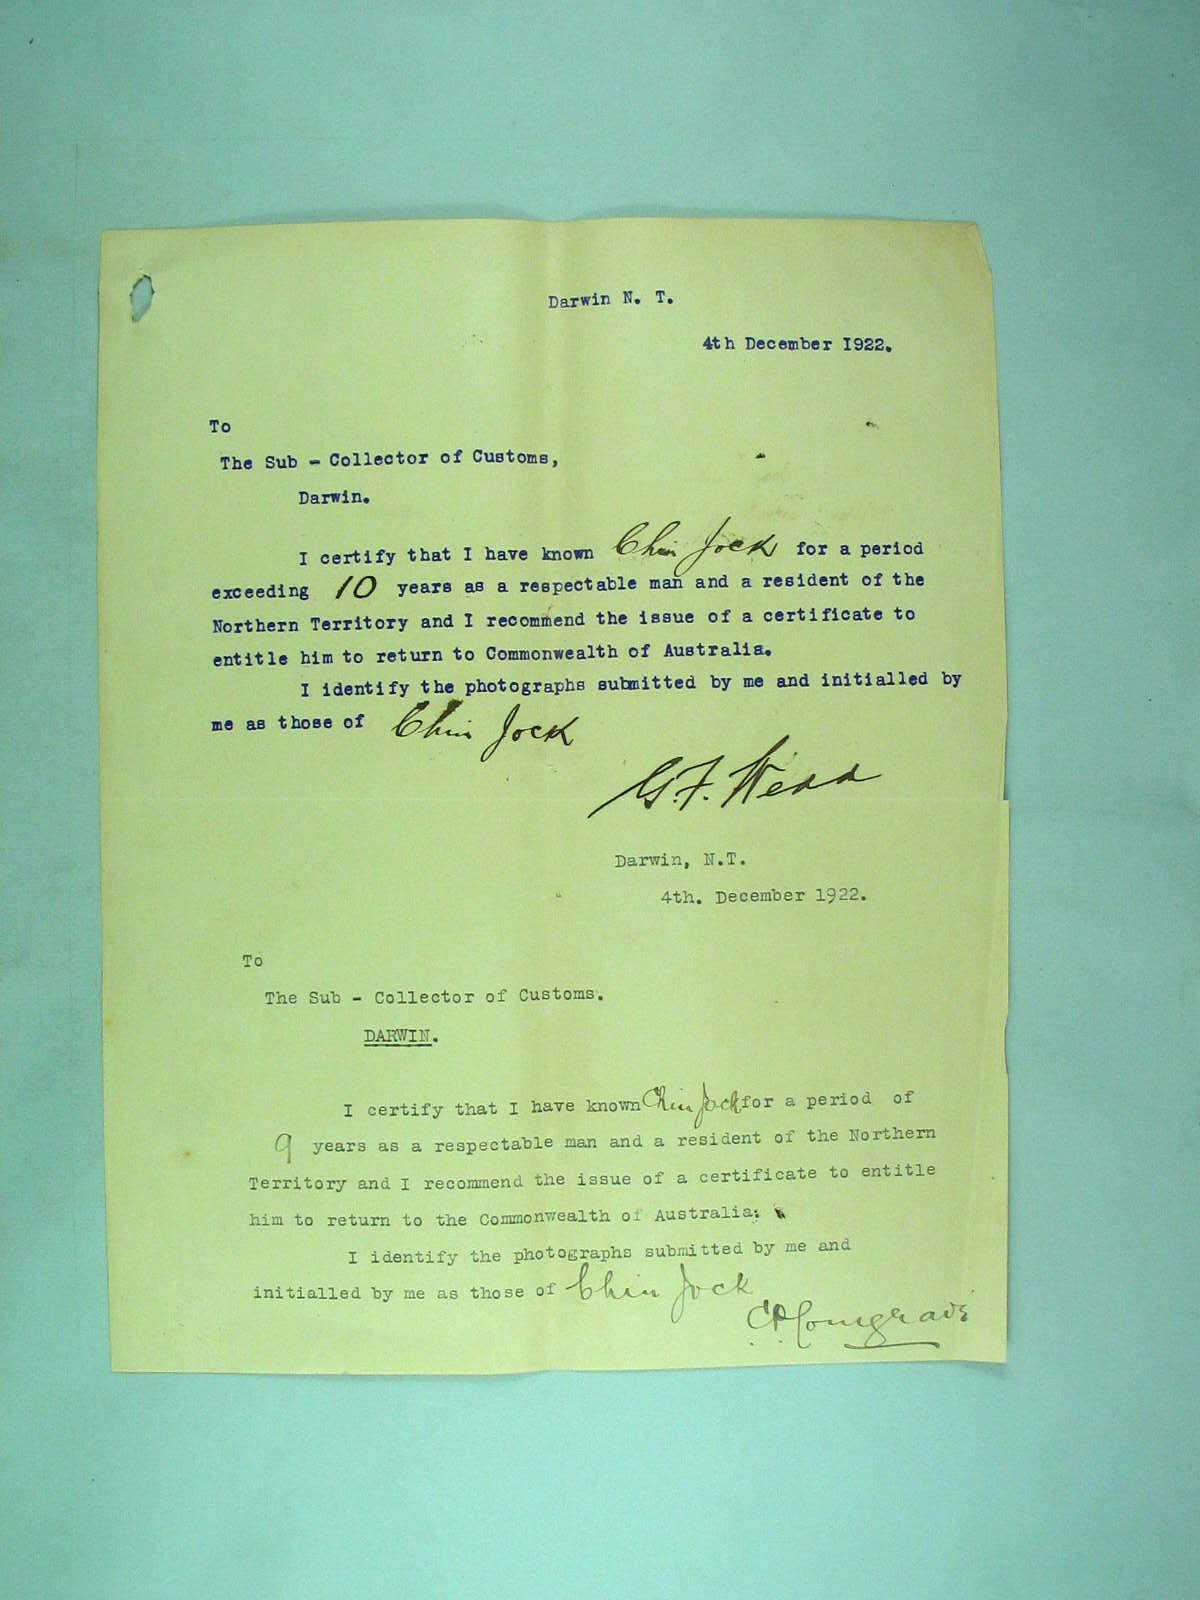 Darwin N. T.
4th December I922.
To
The Sub - Collector of Customs,
Darwin.
I certify that I have known Chin Jock for a period
exceeding 10 years as a respectable man and a resident of the
Northern Territory and I recommend the issue of a certificate to
entitle him to return to Commonwealth of Australia.
I identify the photographs submitted by me and initialled by
me as those of Chin Jock
G. F. Wedd
Darwin, N.T.
4th. December 1922.
To
The Sub - Collector of Customs.
DARWIN.
I certify that I have known Chin Jock for a period of
9 years as a respectable man and a resident of the Northern
Territory and I recommend the issue of a certificate to entitle
him to return to the Commonwealth of Australia.
I identify the photographs submitted by me and
initialled by me as those of Chin Jock